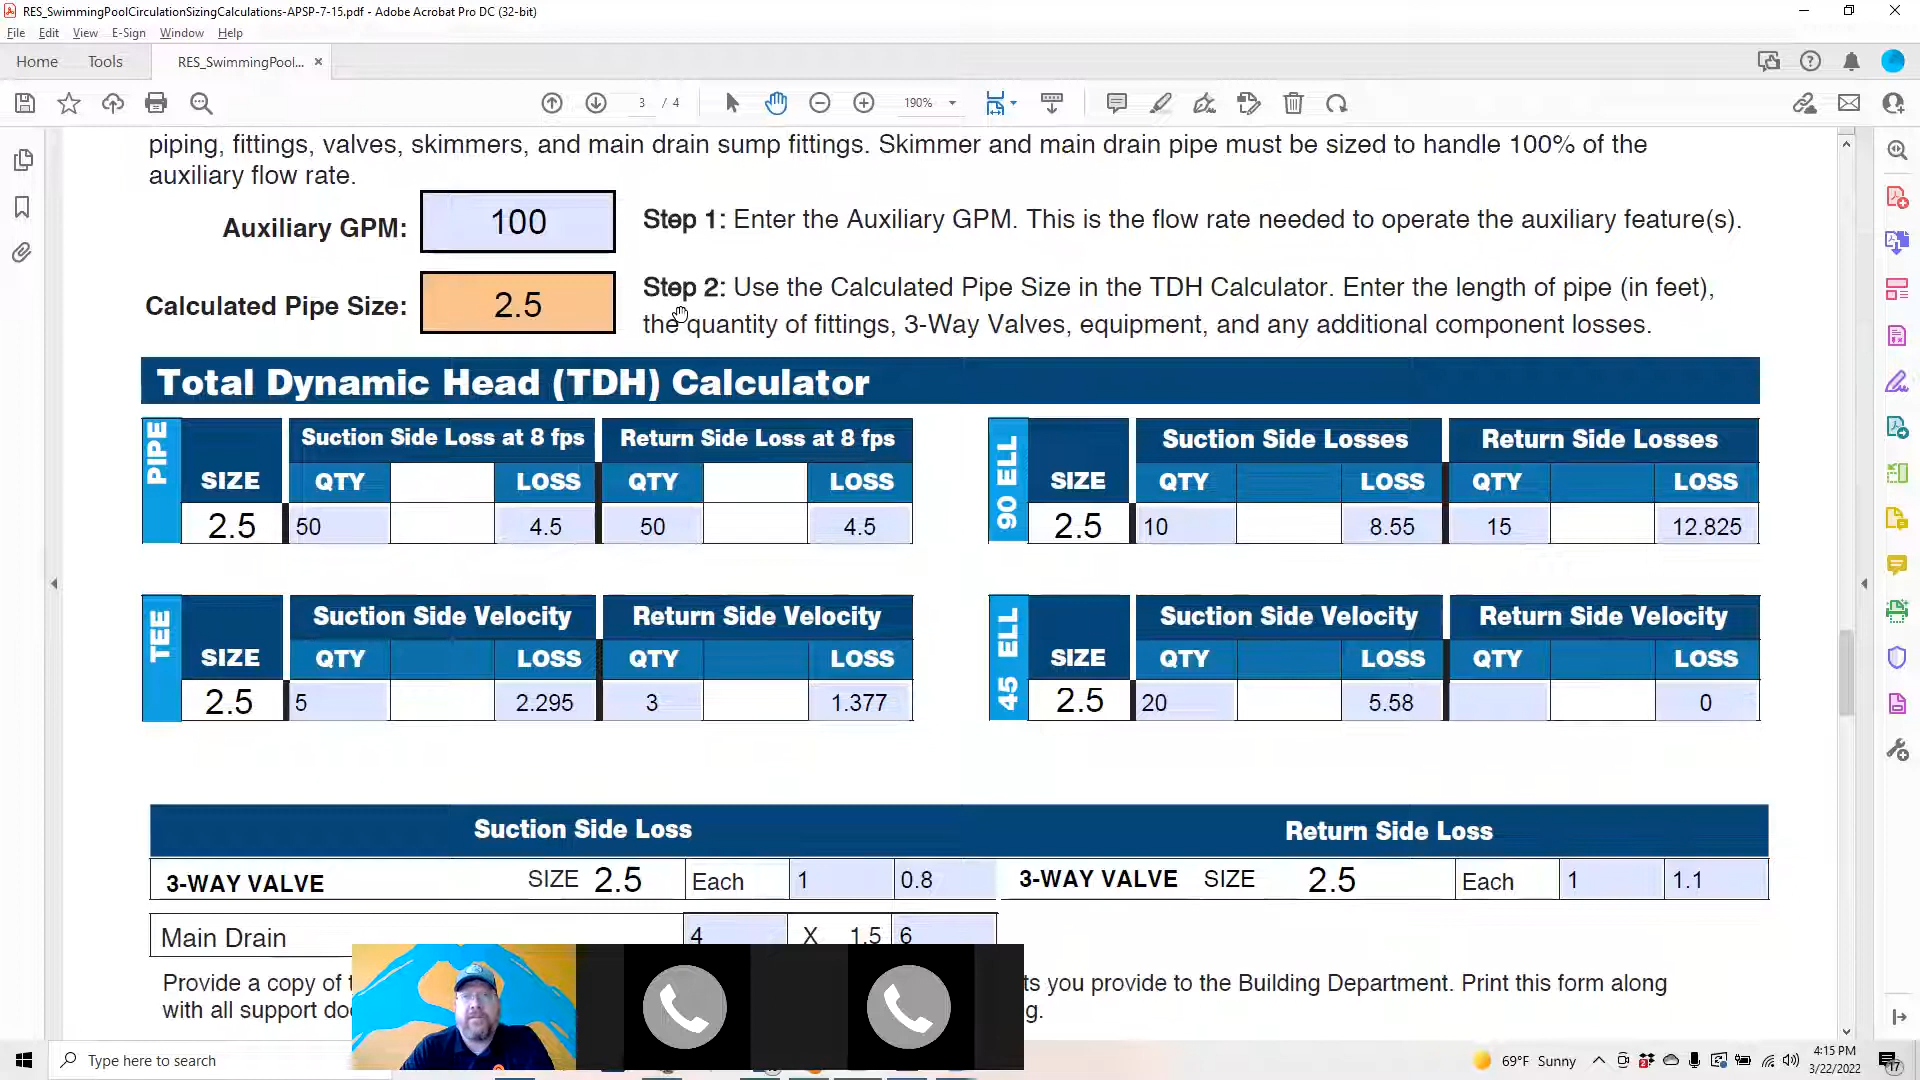 RES_SwimmingPoolCirculationSizingCalculations-APSP-7-15.pdf - Adobe Acrobat Pro DC (32-bit)
File Edit View E-Sign Window Help
Home Tools RES_SwimmingPool... ×
3 / 4 190%
piping, fittings, valves, skimmers, and main drain sump fittings. Skimmer and main drain pipe must be sized to handle 100% of the
auxiliary flow rate.
Auxiliary GPM: 100 Step 1: Enter the Auxiliary GPM. This is the flow rate needed to operate the auxiliary feature(s).
Calculated Pipe Size: 2.5 Step 2: Use the Calculated Pipe Size in the TDH Calculator. Enter the length of pipe (in feet),
the quantity of fittings, 3-Way Valves, equipment, and any additional component losses.
Total Dynamic Head (TDH) Calculator
PIPE
Suction Side Loss at 8 fps Return Side Loss at 8 fps
SIZE QTY LOSS QTY LOSS
2.5 50 4.5 50 4.5
90 ELL
Suction Side Losses Return Side Losses
SIZE QTY LOSS QTY LOSS
2.5 10 8.55 15 12.825
TEE
Suction Side Velocity Return Side Velocity
SIZE QTY LOSS QTY LOSS
2.5 5 2.295 3 1.377
45 ELL
Suction Side Velocity Return Side Velocity
SIZE QTY LOSS QTY LOSS
2.5 20 5.58 0
Suction Side Loss Return Side Loss
3-WAY VALVE SIZE 2.5 Each 1 0.8 3-WAY VALVE SIZE 2.5 Each 1 1.1
Main Drain 4 X 1.5 6
Provide a copy of ts you provide to the Building Department. Print this form along
with all support do g.
Type here to search 69°F Sunny 4:15 PM
3/22/2022
17